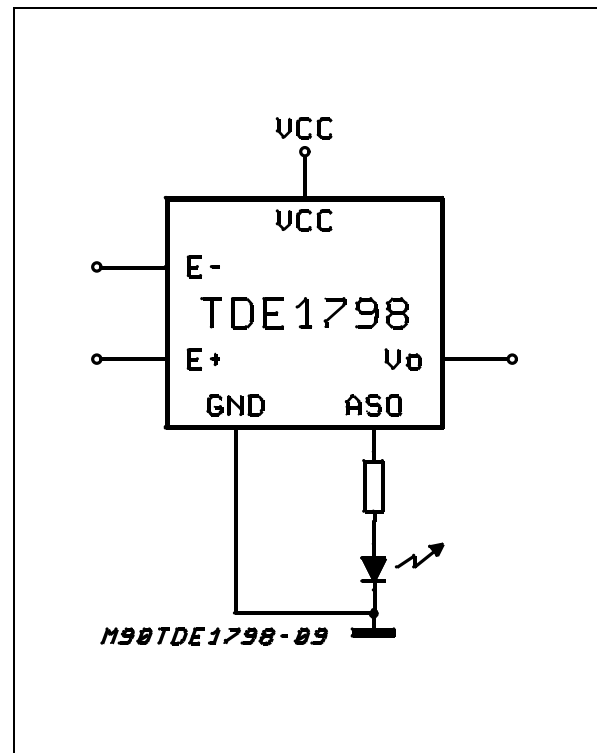 VCC
VCC
E-
TDE1798
E+ Vo
GND ASO
M90TDE1798-09